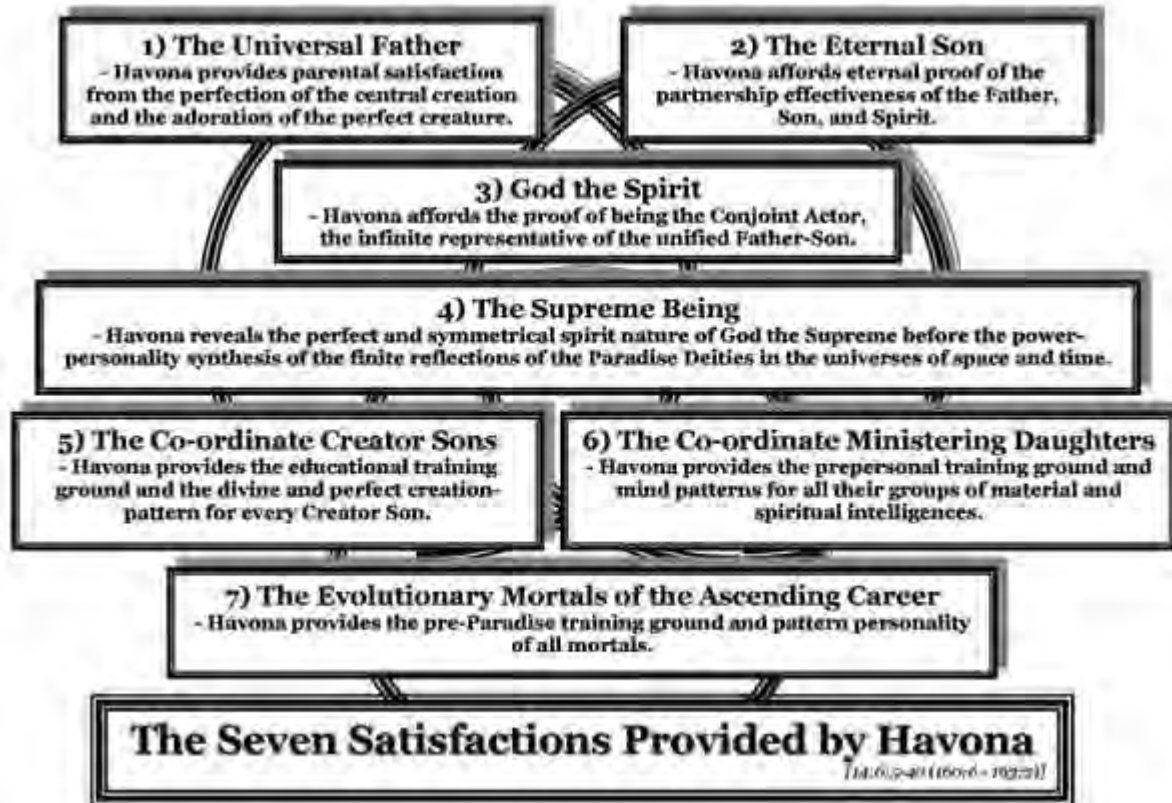 1) The Universal Father
- Havona provides parental satisfaction
from the perfection of the central creation
and the adoration of the perfect creature.
2) The Eternal Son
- Havona affords eternal proof of the
partnership effectiveness of the Father,
Son, and Spirit.
3) God the Spirit
- Havona affords the proof of being the Conjoint Actor,
the infinite representative of the unified Father-Son.
4) The Supreme Being
- Havona reveals the perfect and symmetrical spirit nature of God the Supreme before the power-
personality synthesis of the finite reflections of the Paradise Deities in the universes of space and time.
5) The Co-ordinate Creator Sons
- Havona provides the educational training
ground and the divine and perfect creation-
pattern for every Creator Son.
6) The Co-ordinate Ministering Daughters
- Havona provides the prepersonal training ground and
mind patterns for all their groups of material and
spiritual intelligences.
7) The Evolutionary Mortals of the Ascending Career
- Havona provides the pre-Paradise training ground and pattern personality
of all mortals.
The Seven Satisfactions Provided by Havona